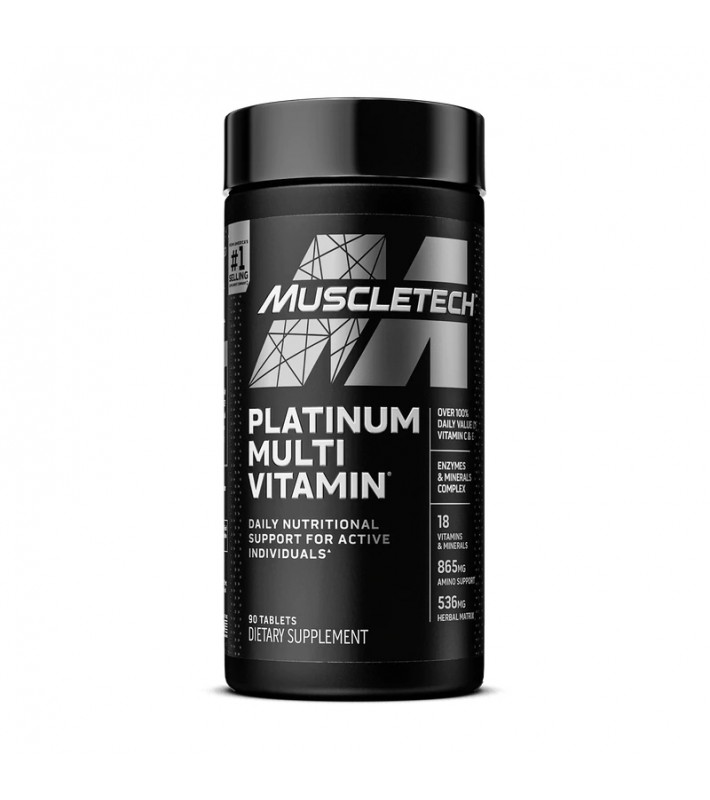 #1
SELLING
MUSCLETECH
PLATINUM
MULTI
VITAMIN®
DAILY NUTRITIONAL
SUPPORT FOR ACTIVE
INDIVIDUALS^
90 TABLETS
DIETARY SUPPLEMENT
OVER 100%
DAILY VALUE
VITAMIN C & E
ENZYMES
& MINERALS
COMPLEX
18
VITAMINS
& MINERALS
865MG
AMINO SUPPORT
536MG
HERBAL MATRIX